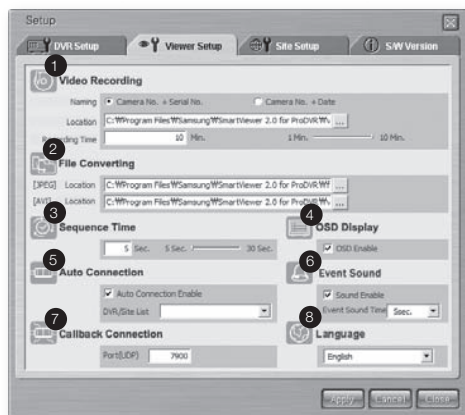 Setup
DVR Setup Viewer Setup Site Setup S/W Version
1 Video Recording
Naming Camera No. + Serial No. Camera No. + Date
Location C:₩Program Files₩Samsung₩SmartViewer 2.0 for ProDVR₩ ...
Recording Time 10 Min. 1 Min. 10 Min.
2 File Converting
[JPEG] Location C:₩Program Files₩Samsung₩SmartViewer 2.0 for ProDVR₩f ...
[AVI] Location C:₩Program Files₩Samsung₩SmartViewer 2.0 for ProDVR₩ ...
3 Sequence Time
5 Sec. 5 Sec. 30 Sec.
4 OSD Display
OSD Enable
5 Auto Connection
Auto Connection Enable
DVR/Site List
6 Event Sound
Sound Enable
Event Sound Time 5sec.
7 Callback Connection
Port(UDP) 7900
8 Language
English
Apply Cancel Close